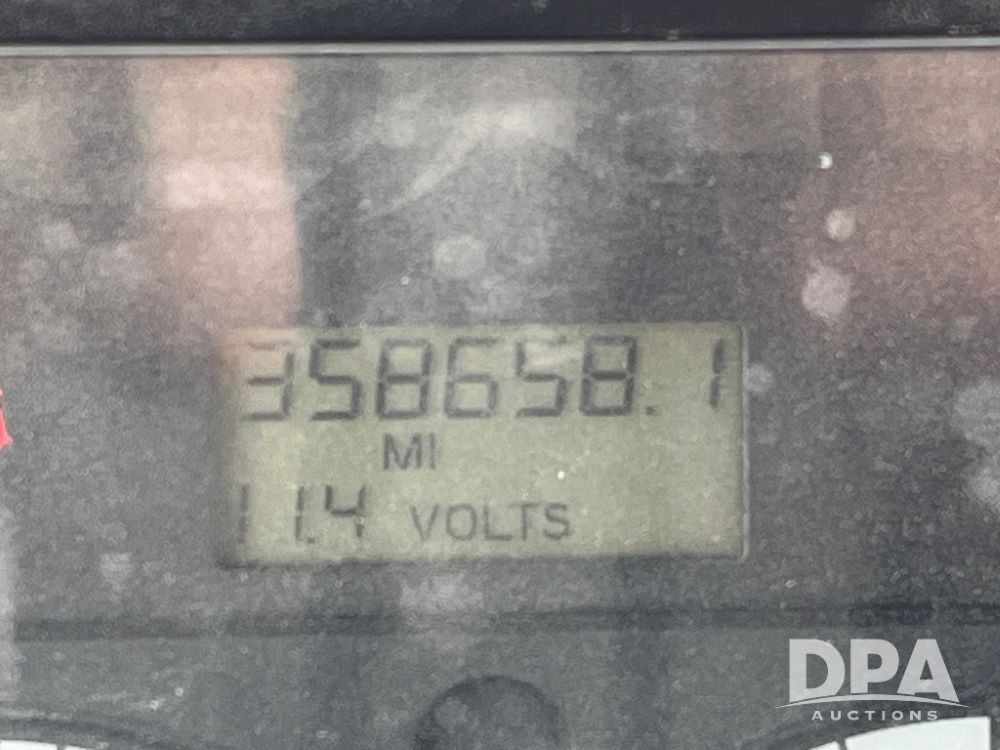 358658.1
MI
11.4 VOLTS
DPA
AUCTIONS